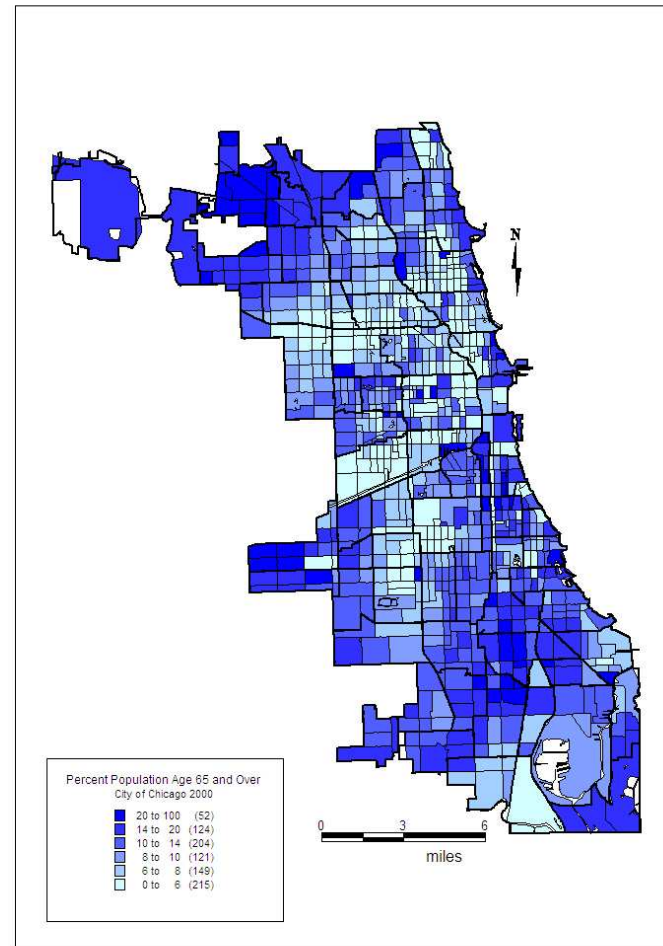 N
Percent Population Age 65 and Over
City of Chicago 2000
20 to 100 (52)
14 to 20 (124)
10 to 14 (204)
8 to 10 (121)
6 to 8 (149)
0 to 6 (215)
0 3 6
miles